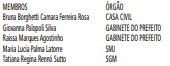 MEMBROS ÓRGÃO
Bruna Borghetti Camara Ferreira Rosa CASA CIVIL
Giovanna Palopoli Silva GABINETE DO PREFEITO
Raissa Marques Agostinho GABINETE DO PREFEITO
Maria Lucia Palma Latorre SMJ
Tatiana Regina Rennó Sutto SGM